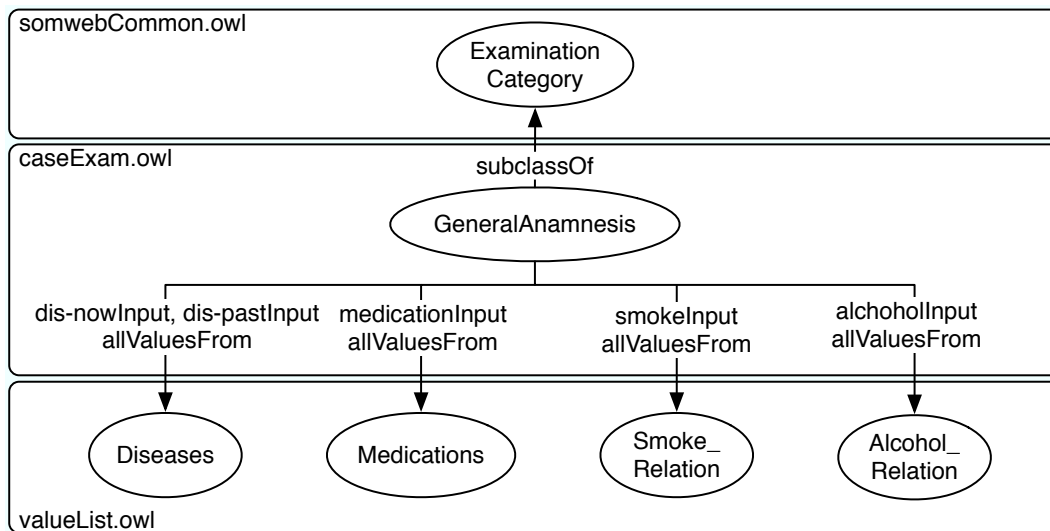 somwebCommon.owl
Examination
Category
caseExam.owl
subclassOf
GeneralAnamnesis
dis-nowInput, dis-pastInput
allValuesFrom
medicationInput
allValuesFrom
smokeInput
allValuesFrom
alchoholInput
allValuesFrom
Diseases
Medications
Smoke_
Relation
Alcohol_
Relation
valueList.owl